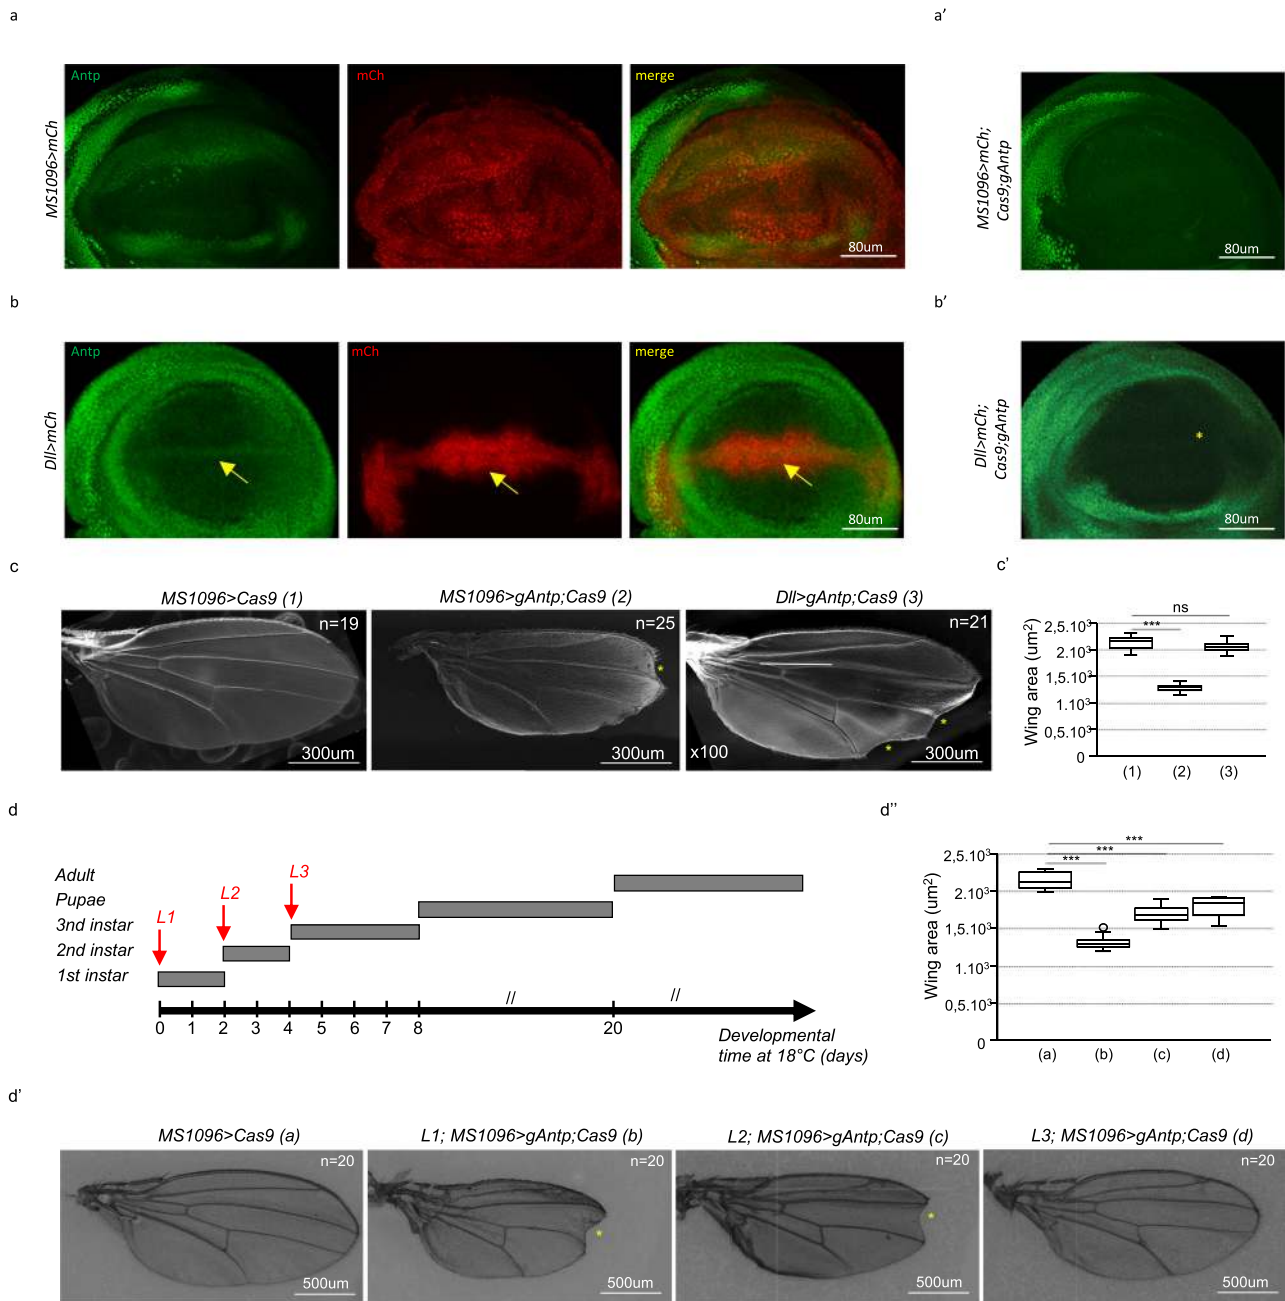 a
a′
Antp
mCh
merge
MS1096>mCh
80um
MS1096>mCh;
Cas9;gAntp
80um
b
b′
Antp
mCh
merge
Dll>mCh
80um
Dll>mCh;
Cas9;gAntp
*
80um
c
c'
MS1096>Cas9 (1)
MS1096>gAntp;Cas9 (2)
Dll>gAntp;Cas9 (3)
n=19
n=25
n=21
*
*
*
x100
300um
300um
300um
Wing area (um²)
ns
***
2,5.10³
2.10³
1,5.10³
1.10³
0,5.10³
0
(1)
(2)
(3)
d
d''
Adult
Pupae
3nd instar
2nd instar
1st instar
L1
L2
L3
//
//
0
1
2
3
4
5
6
7
8
20
Developmental
time at 18°C (days)
Wing area (um²)
***
***
***
2,5.10³
2.10³
1,5.10³
1.10³
0,5.10³
0
(a)
(b)
(c)
(d)
d'
MS1096>Cas9 (a)
L1; MS1096>gAntp;Cas9 (b)
L2; MS1096>gAntp;Cas9 (c)
L3; MS1096>gAntp;Cas9 (d)
n=20
n=20
n=20
n=20
*
*
500um
500um
500um
500um